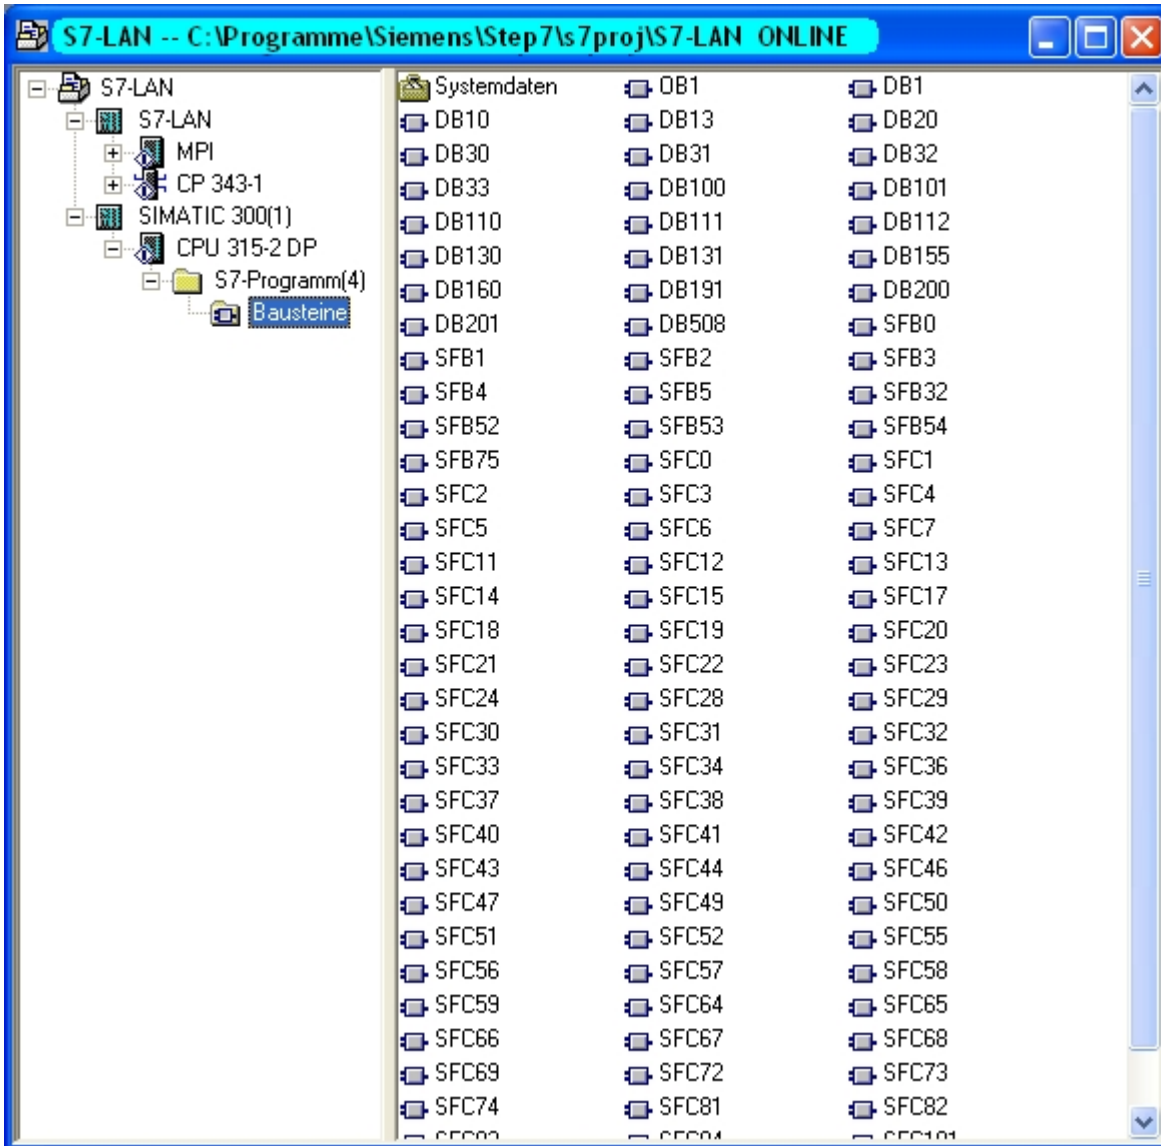 S7-LAN -- C:\Programme\Siemens\Step7\s7proj\S7-LAN ONLINE
S7-LAN
S7-LAN
MPI
CP 343-1
SIMATIC 300(1)
CPU 315-2 DP
S7-Programm(4)
Bausteine
Systemdaten OB1 DB1
DB10 DB13 DB20
DB30 DB31 DB32
DB33 DB100 DB101
DB110 DB111 DB112
DB130 DB131 DB155
DB160 DB191 DB200
DB201 DB508 SFB0
SFB1 SFB2 SFB3
SFB4 SFB5 SFB32
SFB52 SFB53 SFB54
SFB75 SFC0 SFC1
SFC2 SFC3 SFC4
SFC5 SFC6 SFC7
SFC11 SFC12 SFC13
SFC14 SFC15 SFC17
SFC18 SFC19 SFC20
SFC21 SFC22 SFC23
SFC24 SFC28 SFC29
SFC30 SFC31 SFC32
SFC33 SFC34 SFC36
SFC37 SFC38 SFC39
SFC40 SFC41 SFC42
SFC43 SFC44 SFC46
SFC47 SFC49 SFC50
SFC51 SFC52 SFC55
SFC56 SFC57 SFC58
SFC59 SFC64 SFC65
SFC66 SFC67 SFC68
SFC69 SFC72 SFC73
SFC74 SFC81 SFC82